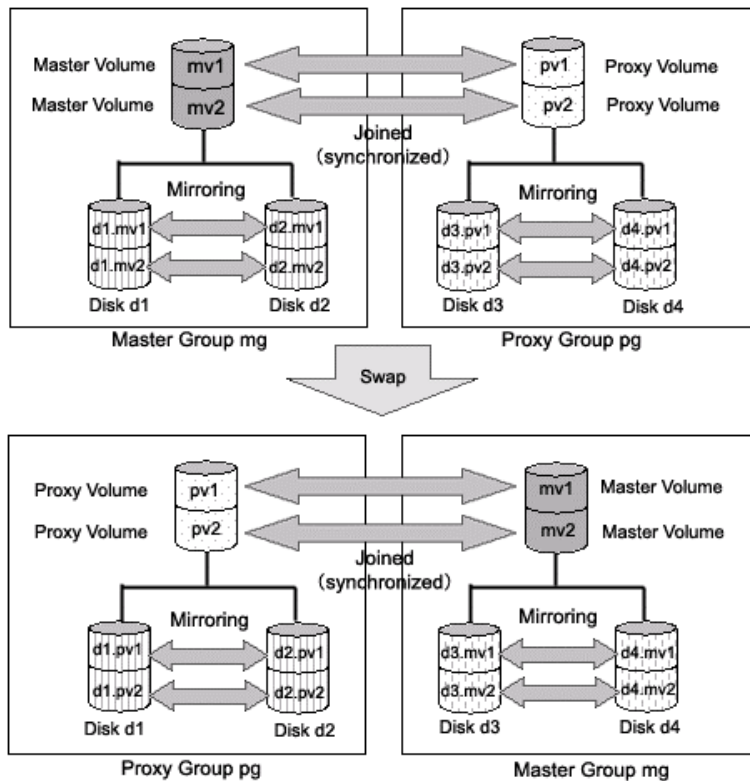 Master Volume mv1 pv1 Proxy Volume
Master Volume mv2 pv2 Proxy Volume
Joined
(synchronized)
Mirroring Mirroring
d1.mv1 d2.mv1 d3.pv1 d4.pv1
d1.mv2 d2.mv2 d3.pv2 d4.pv2
Disk d1 Disk d2 Disk d3 Disk d4
Master Group mg Proxy Group pg
Swap
Proxy Volume pv1 mv1 Master Volume
Proxy Volume pv2 mv2 Master Volume
Joined
(synchronized)
Mirroring Mirroring
d1.pv1 d2.pv1 d3.mv1 d4.mv1
d1.pv2 d2.pv2 d3.mv2 d4.mv2
Disk d1 Disk d2 Disk d3 Disk d4
Proxy Group pg Master Group mg